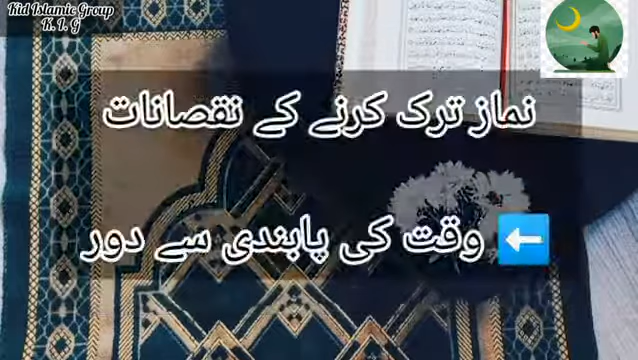 Kid Islamic Group
K. I. G
نماز ترک کرنے کے نقصانات
⬅️ وقت کی پابندی سے دور